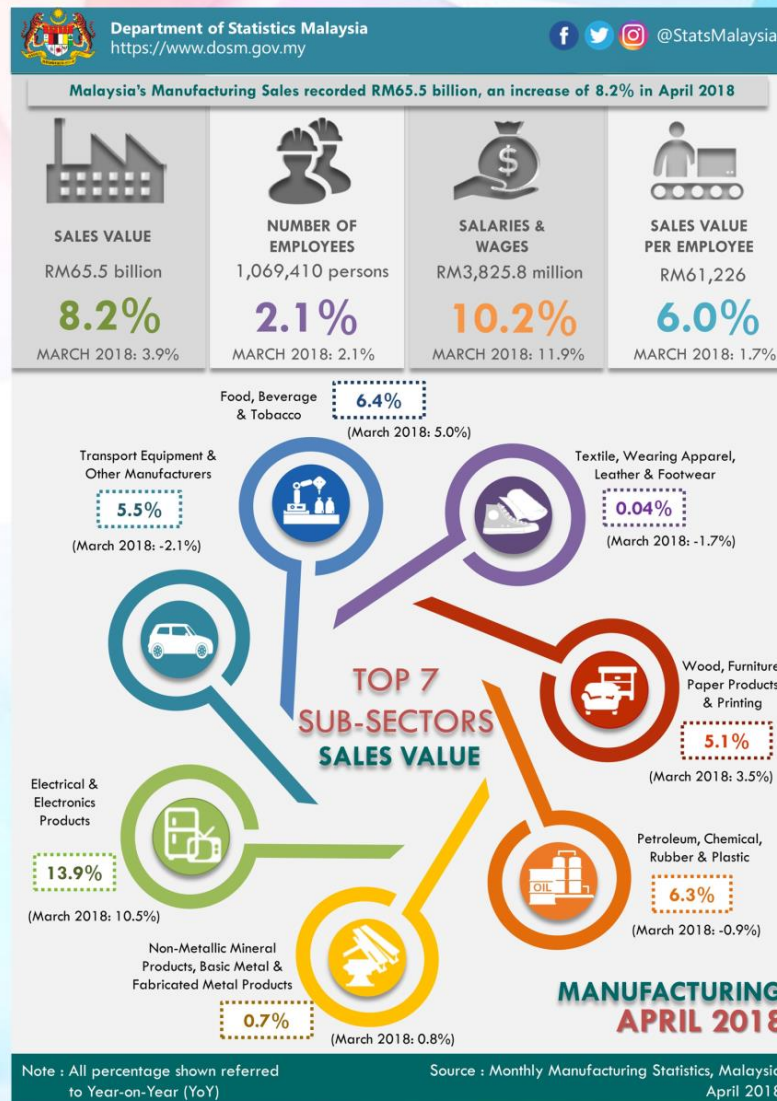 Department of Statistics Malaysia
https://www.dosm.gov.my
@StatsMalaysia
Malaysia's Manufacturing Sales recorded RM65.5 billion, an increase of 8.2% in April 2018
SALES VALUE
RM65.5 billion
8.2%
MARCH 2018: 3.9%
NUMBER OF
EMPLOYEES
1,069,410 persons
2.1%
MARCH 2018: 2.1%
SALARIES &
WAGES
RM3,825.8 million
10.2%
MARCH 2018: 11.9%
SALES VALUE
PER EMPLOYEE
RM61,226
6.0%
MARCH 2018: 1.7%
Food, Beverage
& Tobacco
6.4%
(March 2018: 5.0%)
Transport Equipment &
Other Manufacturers
5.5%
(March 2018: -2.1%)
Textile, Wearing Apparel,
Leather & Footwear
0.04%
(March 2018: -1.7%)
TOP 7
SUB-SECTORS
SALES VALUE
Wood, Furniture
Paper Products
& Printing
5.1%
(March 2018: 3.5%)
Electrical &
Electronics
Products
13.9%
(March 2018: 10.5%)
Petroleum, Chemical,
Rubber & Plastic
OIL
6.3%
(March 2018: -0.9%)
Non-Metallic Mineral
Products, Basic Metal &
Fabricated Metal Products
0.7%
(March 2018: 0.8%)
MANUFACTURING
APRIL 2018
Note : All percentage shown referred
to Year-on-Year (YoY)
Source : Monthly Manufacturing Statistics, Malaysia
April 2018